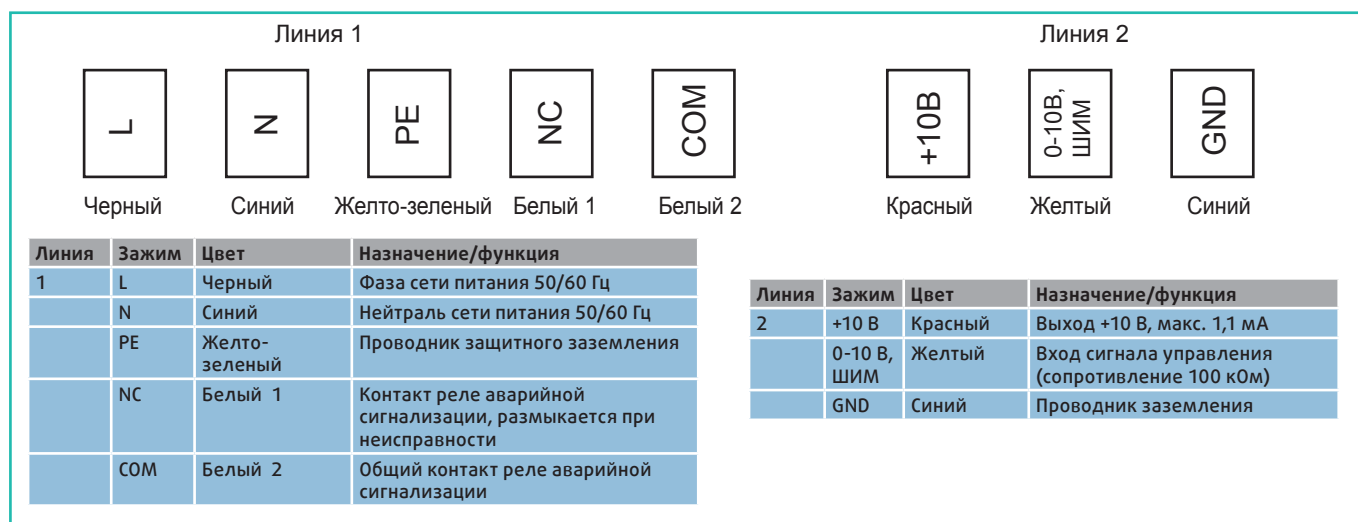 Линия 1
L
N
PE
NC
COM
Черный
Синий
Желто-зеленый
Белый 1
Белый 2
Линия 2
+10В
0-10В,
ШИМ
GND
Красный
Желтый
Синий
Линия Зажим Цвет Назначение/функция
1 L Черный Фаза сети питания 50/60 Гц
N Синий Нейтраль сети питания 50/60 Гц
PE Желто-
зеленый
Проводник защитного заземления
NC Белый 1 Контакт реле аварийной
сигнализации, размыкается при
неисправности
COM Белый 2 Общий контакт реле аварийной
сигнализации
Линия Зажим Цвет Назначение/функция
2 +10 В Красный Выход +10 В, макс. 1,1 мА
0-10 В,
ШИМ
Желтый
Вход сигнала управления
(сопротивление 100 кОм)
GND Синий Проводник заземления